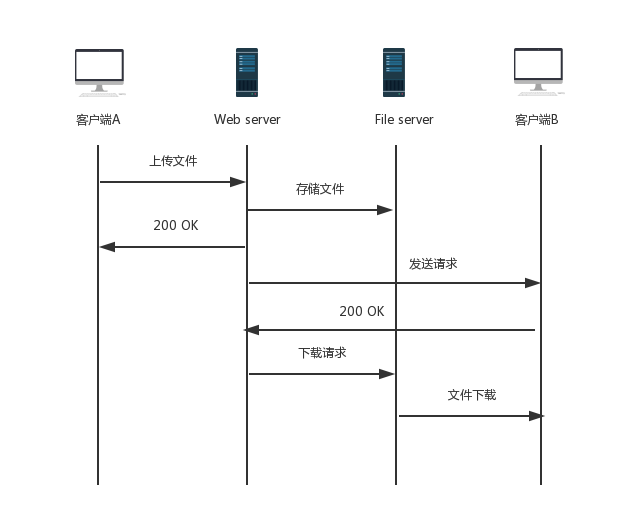 客户端A
Web server
File server
客户端B
上传文件
存储文件
200 OK
发送请求
200 OK
下载请求
文件下载